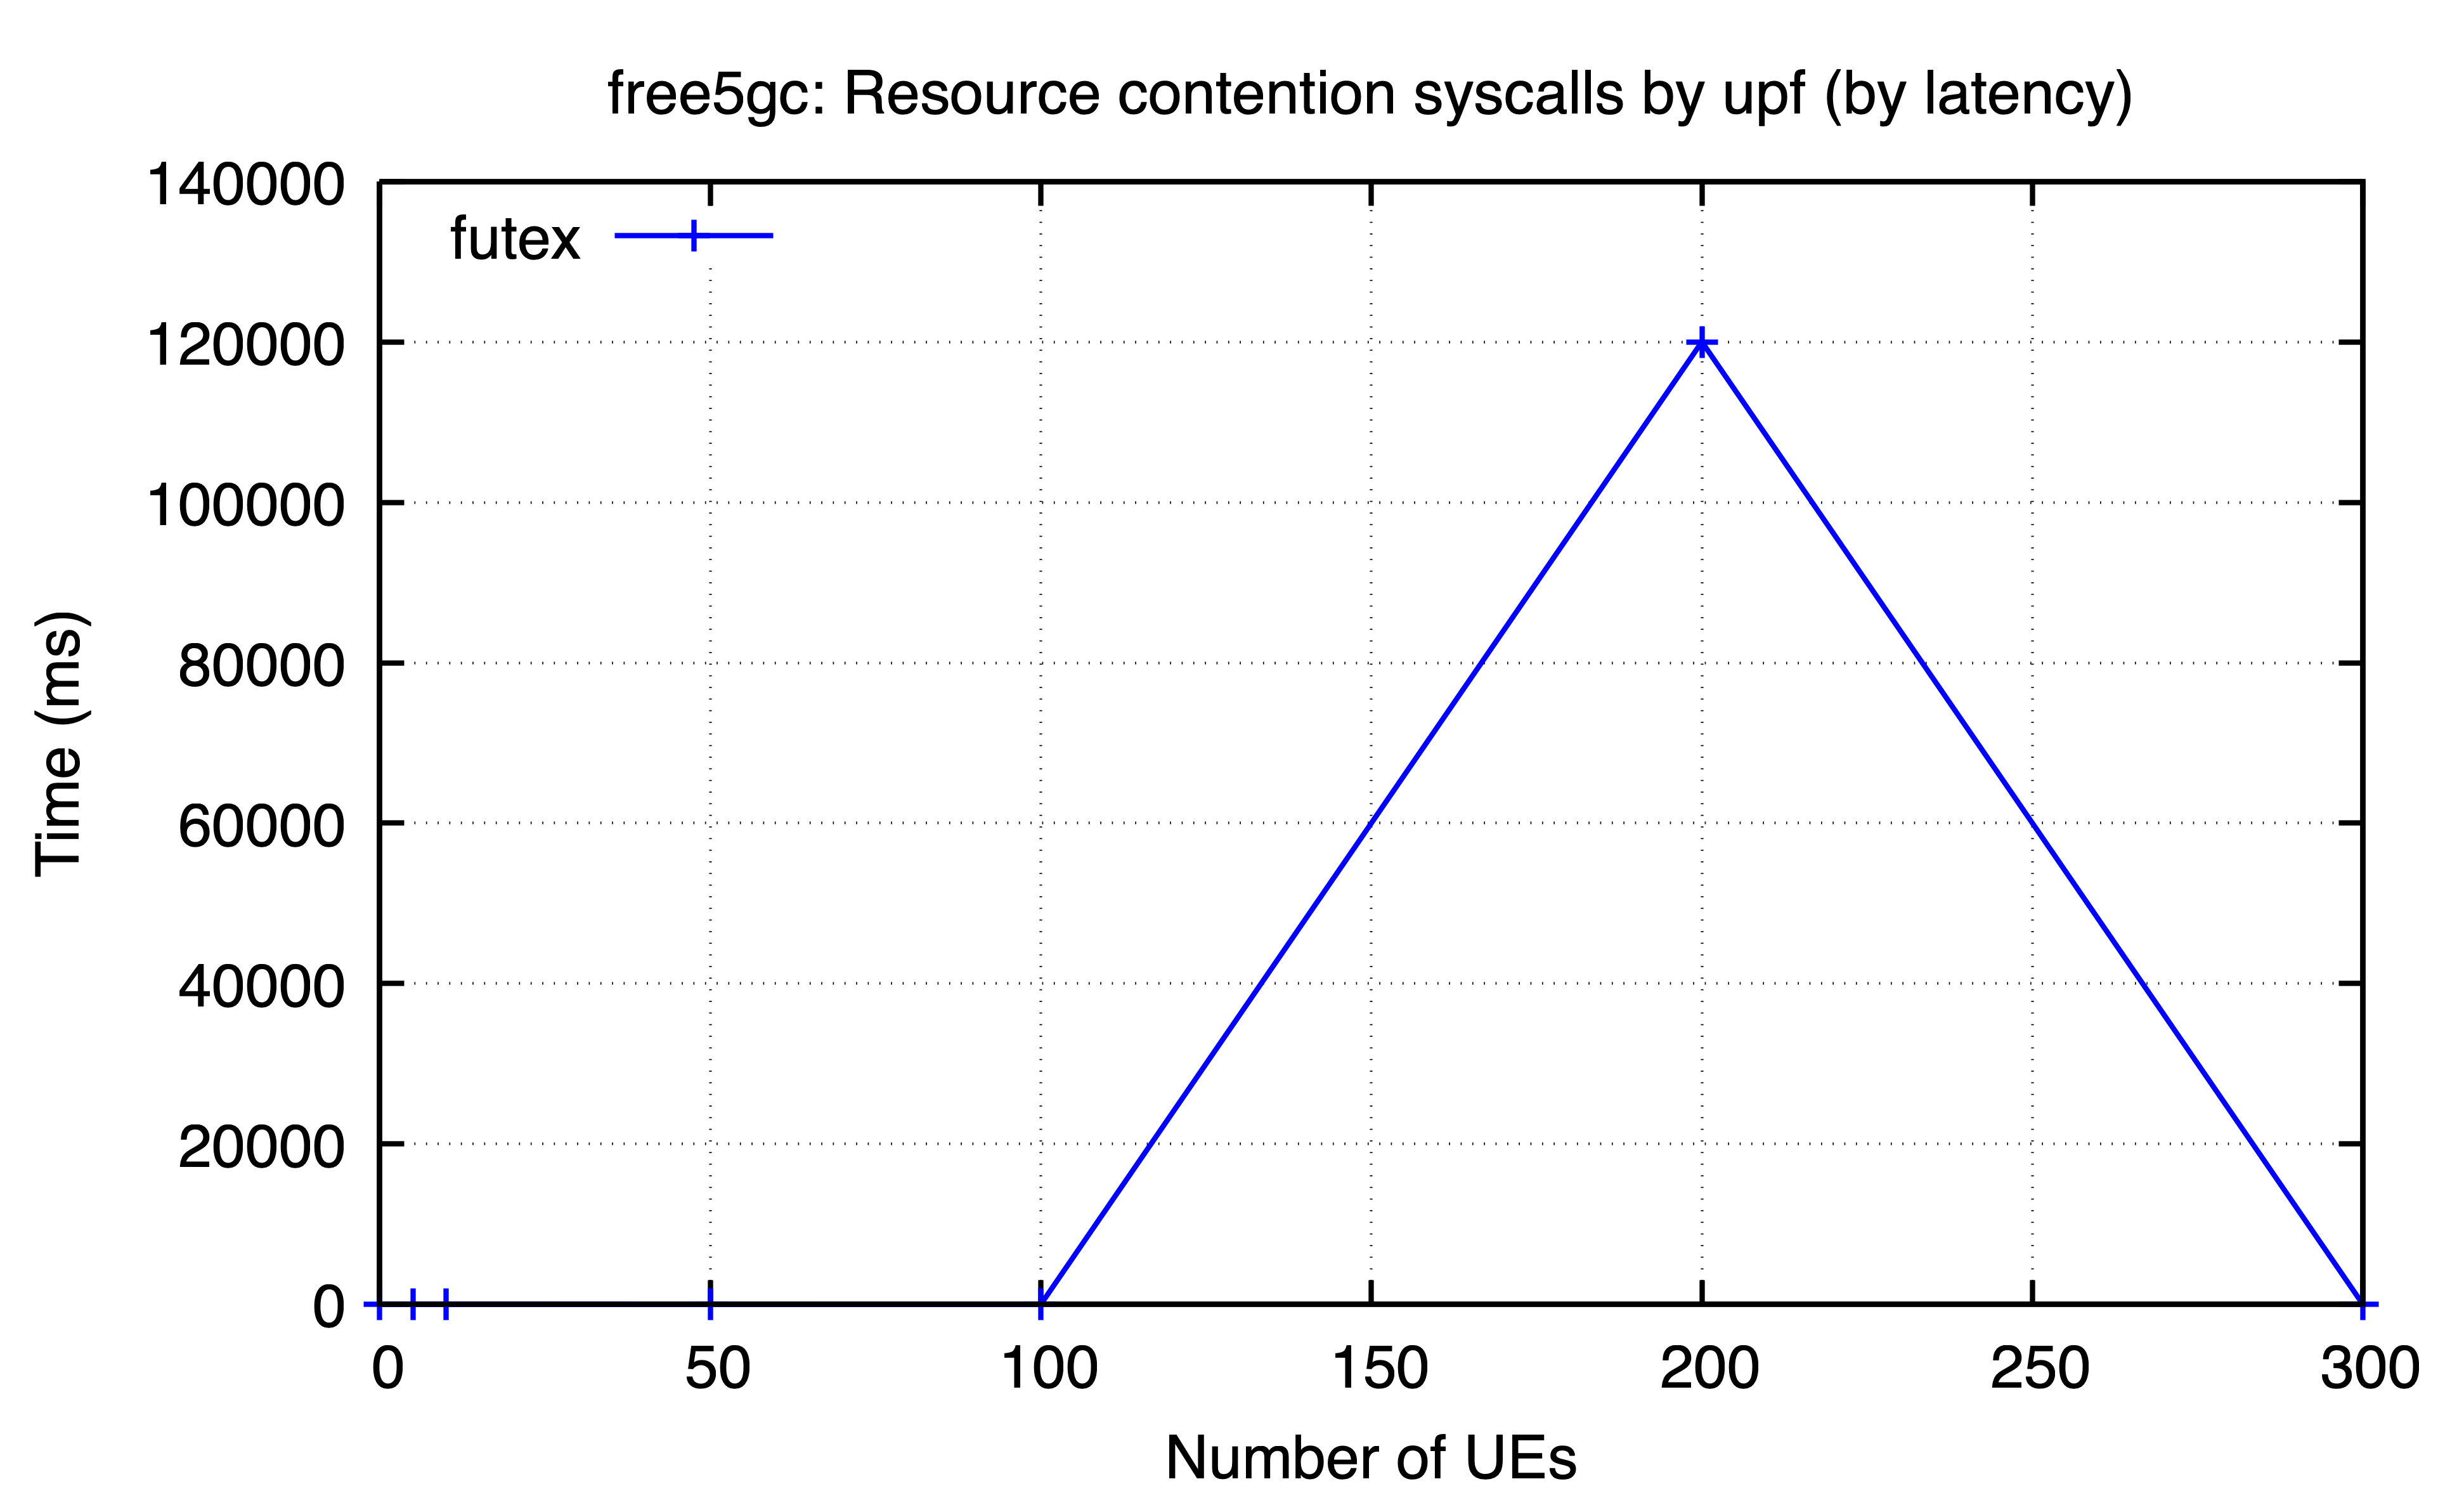 free5gc: Resource contention syscalls by upf (by latency)
140000
futex
120000
100000
80000
60000
40000
20000
0
Time (ms)
0 50 100 150 200 250 300
Number of UEs